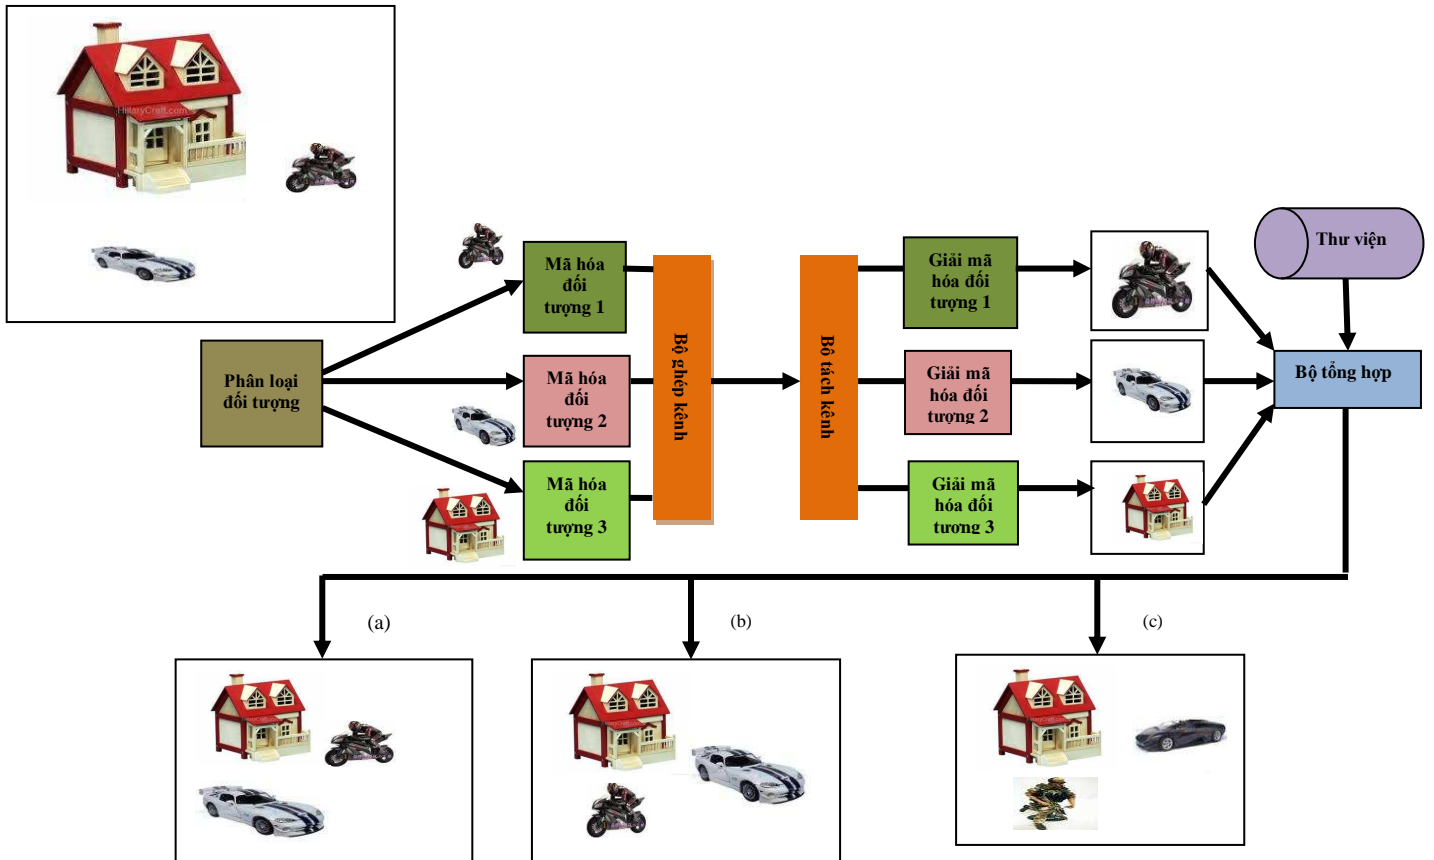 HillaryCraft.com
Thư viện
Mã hóa
đối
tượng 1
Giải mã
hóa đối
tượng 1
Bộ ghép kênh
Bộ tách kênh
Phân loại
đối tượng
Mã hóa
đối
tượng 2
Giải mã
hóa đối
tượng 2
Bộ tổng hợp
Mã hóa
đối
tượng 3
Giải mã
hóa đối
tượng 3
(a)
(b)
(c)